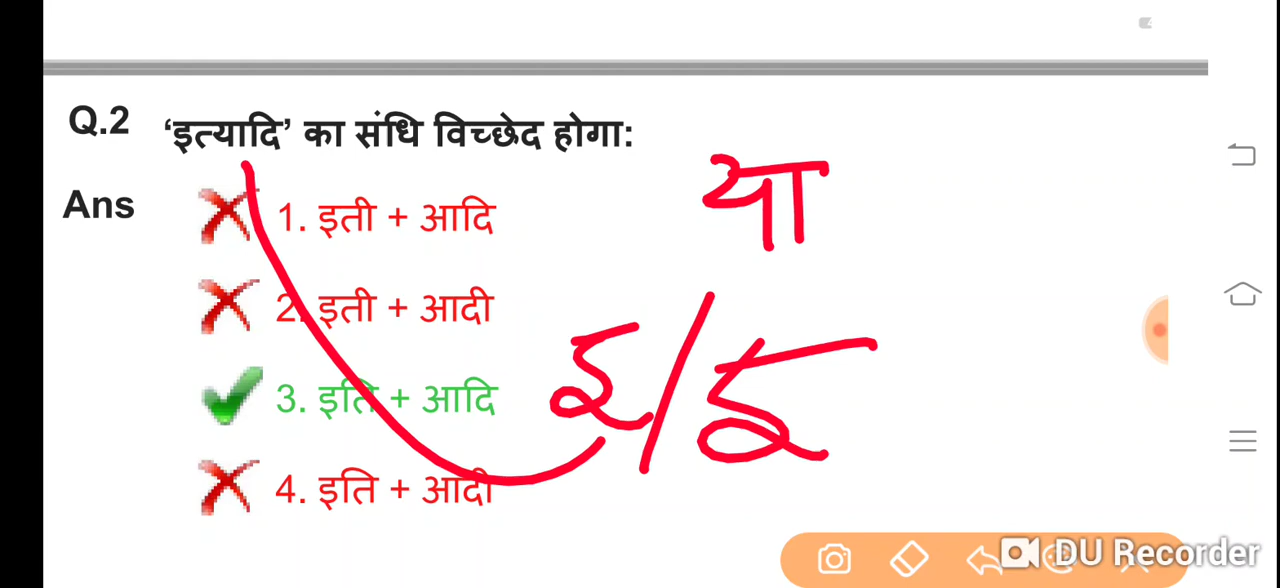 Q.2 ‘इत्यादि’ का संधि विच्छेद होगा:
या
Ans 1. इती + आदि
2. इती + आदी
इ/ई
3. इति + आदि
4. इति + आदी
DU Recorder